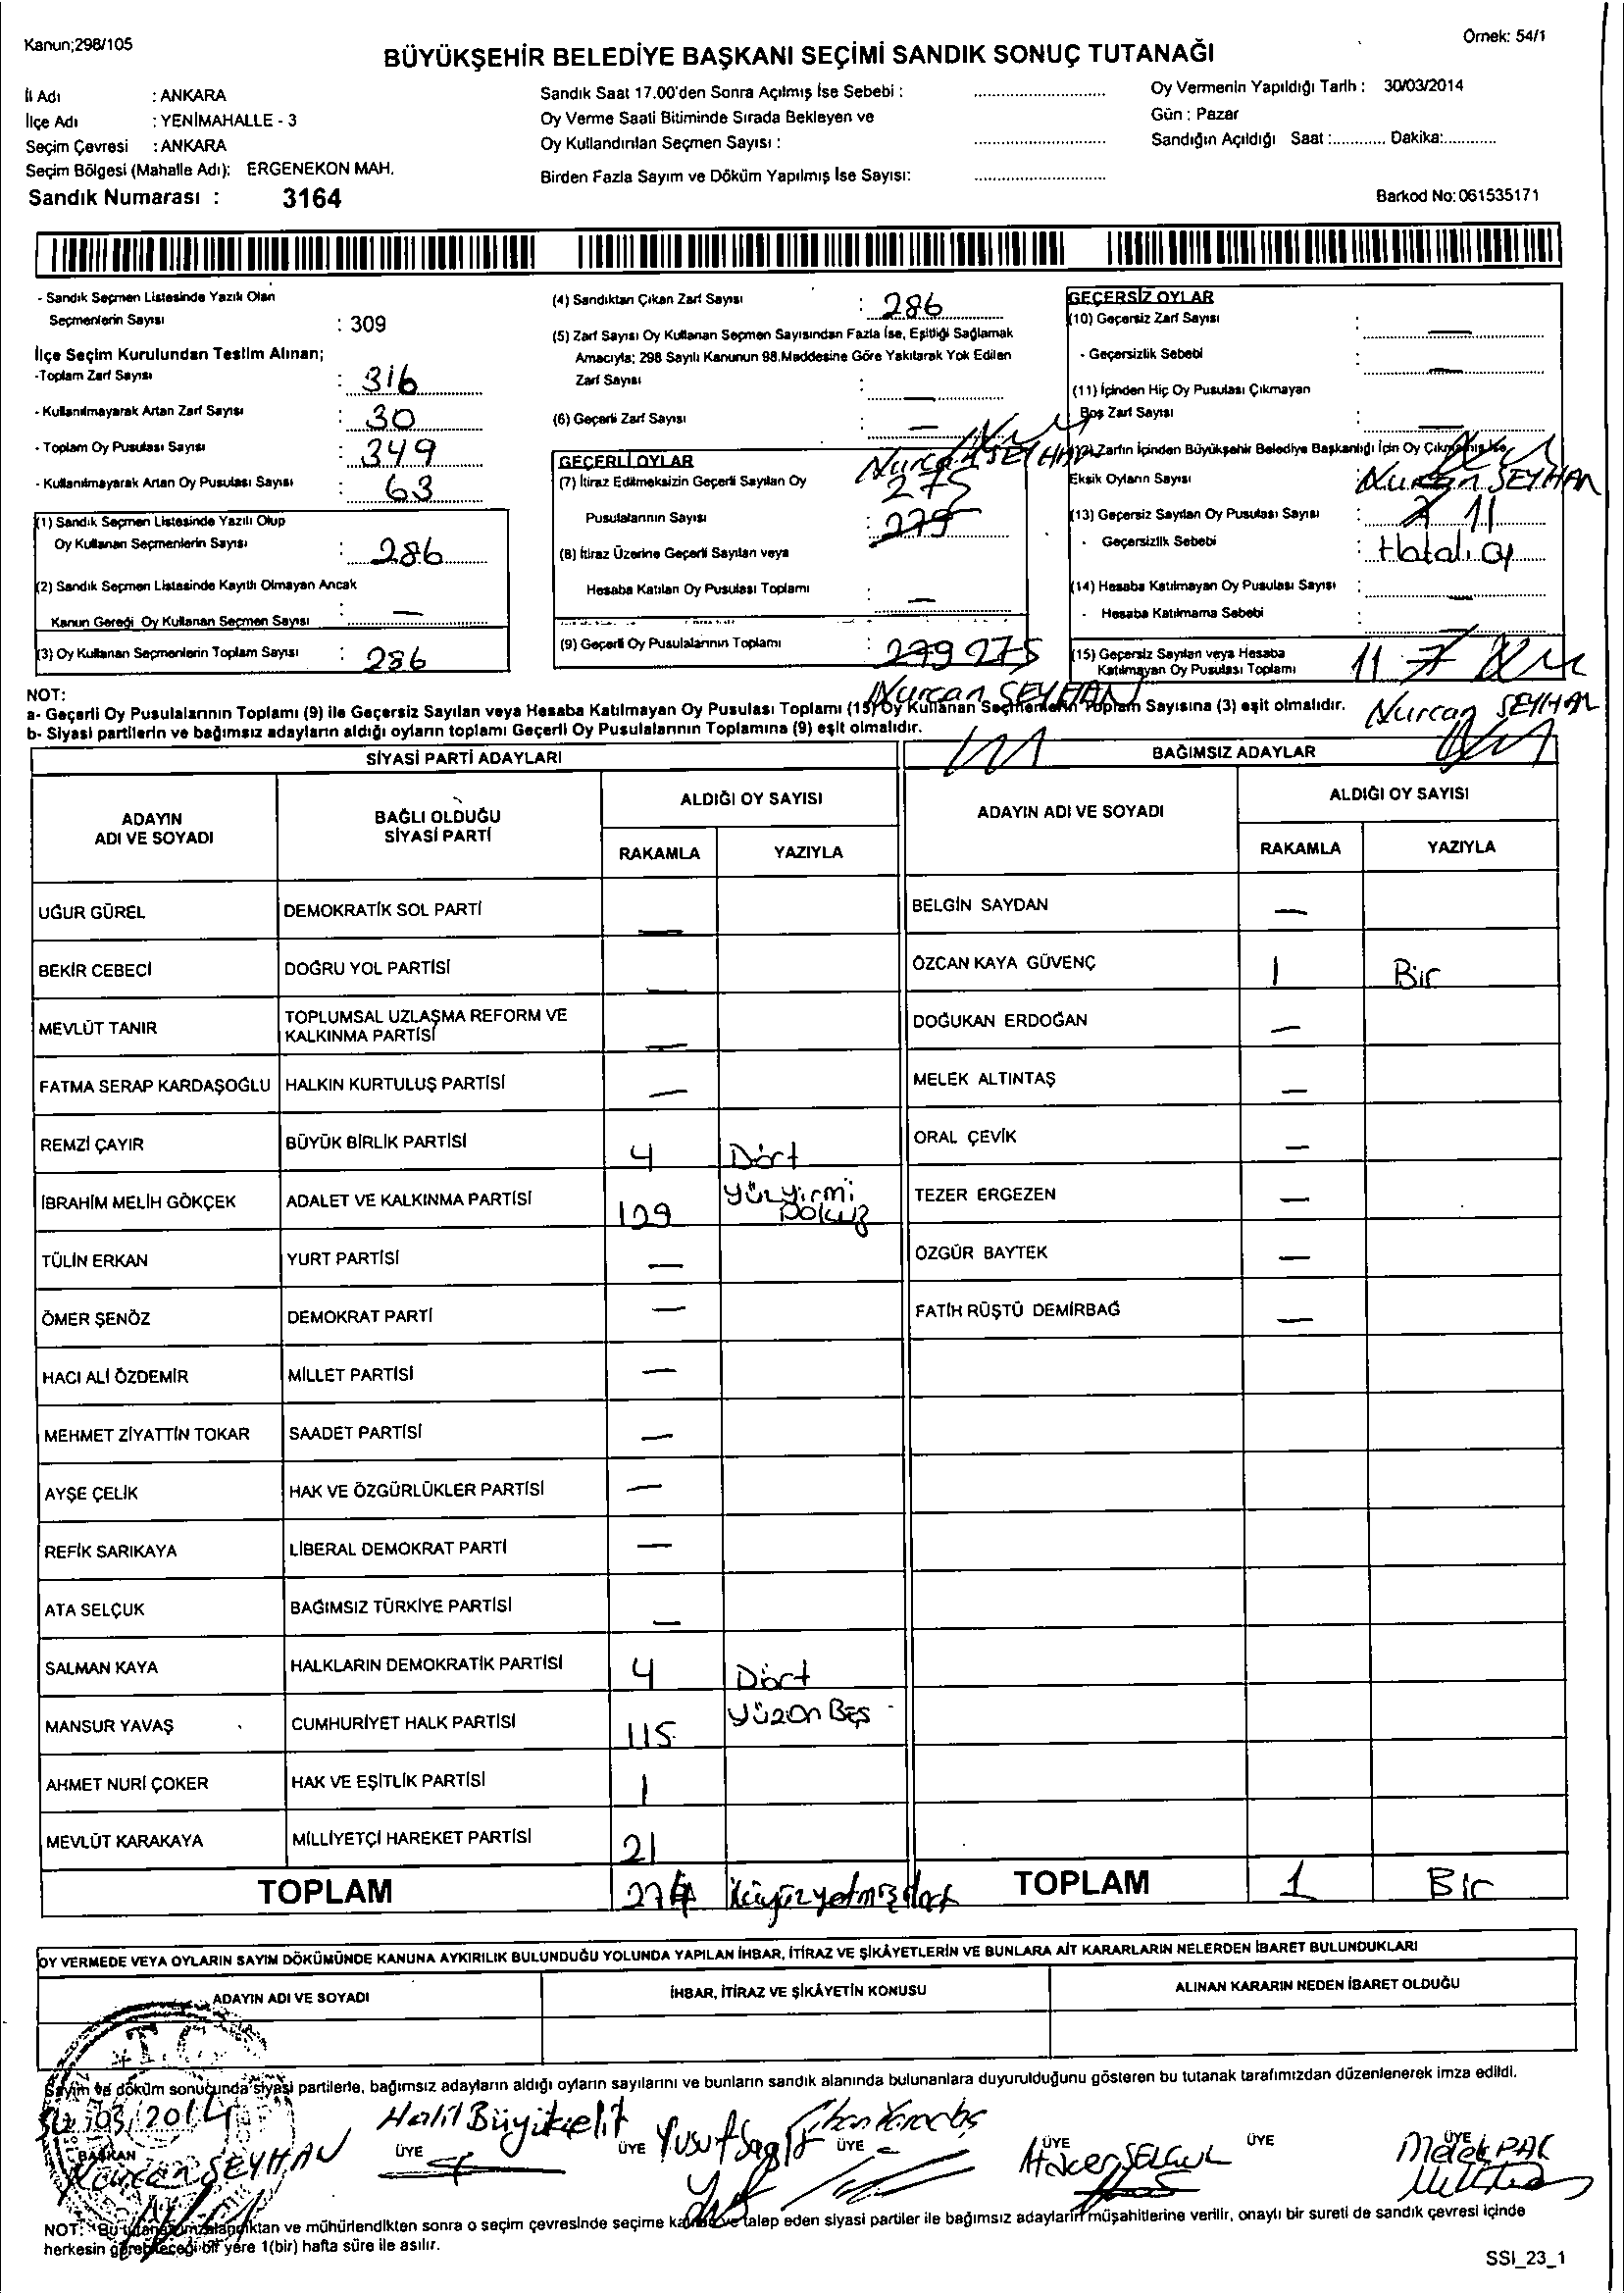 Kanun;298/105
Örnek: 54/1
BÜYÜKŞEHİR BELEDİYE BAŞKANI SEÇİMİ SANDIK SONUÇ TUTANAĞI
İl Adı : ANKARA
İlçe Adı : YENİMAHALLE - 3
Seçim Çevresi : ANKARA
Seçim Bölgesi (Mahalle Adı): ERGENEKON MAH.
Sandık Numarası : 3164
Sandık Saat 17.00'den Sonra Açılmış İse Sebebi :
Oy Verme Saati Bitiminde Sırada Bekleyen ve
Oy Kullandırılan Seçmen Sayısı :
Birden Fazla Sayım ve Döküm Yapılmış İse Sayısı:
Oy Vermenin Yapıldığı Tarih : 30/03/2014
Gün : Pazar
Sandığın Açıldığı Saat :............ Dakika:............
Barkod No: 061535171
- Sandık Seçmen Listesinde Yazılı Olan
Seçmenlerin Sayısı : 309
İlçe Seçim Kurulundan Teslim Alınan;
-Toplam Zarf Sayısı : 316
- Kullanılmayarak Artan Zarf Sayısı : 30
- Toplam Oy Pusulası Sayısı : 349
- Kullanılmayarak Artan Oy Pusulası Sayısı : 63
(1) Sandık Seçmen Listesinde Yazılı Olup
Oy Kullanan Seçmenlerin Sayısı : 286
(2) Sandık Seçmen Listesinde Kayıtlı Olmayan Ancak
Kanun Gereği Oy Kullanan Seçmen Sayısı : —
(3) Oy Kullanan Seçmenlerin Toplam Sayısı : 286
(4) Sandıktan Çıkan Zarf Sayısı : 286
(5) Zarf Sayısı Oy Kullanan Seçmen Sayısından Fazla İse, Eşitliği Sağlamak
Amacıyla; 298 Sayılı Kanunun 98.Maddesine Göre Yakılarak Yok Edilen
Zarf Sayısı : —
(6) Geçerli Zarf Sayısı : —
Nurcan SEYHAN
GEÇERLİ OYLAR
(7) İtiraz Edilmeksizin Geçerli Sayılan Oy 275
Pusulalarının Sayısı : 279
(8) İtiraz Üzerine Geçerli Sayılan veya
Hesaba Katılan Oy Pusulası Toplamı : —
(9) Geçerli Oy Pusulalarının Toplamı : 279 275
Nurcan SEYHAN
GEÇERSİZ OYLAR
(10) Geçersiz Zarf Sayısı : —
- Geçersizlik Sebebi : —
(11) İçinden Hiç Oy Pusulası Çıkmayan
Boş Zarf Sayısı : —
(12) Zarfın İçinden Büyükşehir Belediye Başkanlığı İçin Oy Çıkmamış İse,
Eksik Oyların Sayısı
Nurcan SEYHAN
(13) Geçersiz Sayılan Oy Pusulası Sayısı : 7 11
- Geçersizlik Sebebi : Hatalı oy
(14) Hesaba Katılmayan Oy Pusulası Sayısı : —
- Hesaba Katılmama Sebebi :
(15) Geçersiz Sayılan veya Hesaba
Katılmayan Oy Pusulası Toplamı 11 7
Nurcan SEYHAN
NOT:
a- Geçerli Oy Pusulalarının Toplamı (9) ile Geçersiz Sayılan veya Hesaba Katılmayan Oy Pusulası Toplamı (15) Oy Kullanan Seçmenlerin Toplam Sayısına (3) eşit olmalıdır.
b- Siyasi partilerin ve bağımsız adayların aldığı oyların toplamı Geçerli Oy Pusulalarının Toplamına (9) eşit olmalıdır.
SİYASİ PARTİ ADAYLARI
ADAYIN ADI VE SOYADI
BAĞLI OLDUĞU SİYASİ PARTİ
ALDIĞI OY SAYISI
RAKAMLA YAZIYLA
UĞUR GÜREL DEMOKRATİK SOL PARTİ —
BEKİR CEBECİ DOĞRU YOL PARTİSİ —
MEVLÜT TANIR TOPLUMSAL UZLAŞMA REFORM VE KALKINMA PARTİSİ —
FATMA SERAP KARDAŞOĞLU HALKIN KURTULUŞ PARTİSİ —
REMZİ ÇAYIR BÜYÜK BİRLİK PARTİSİ 4 Dört
İBRAHİM MELİH GÖKÇEK ADALET VE KALKINMA PARTİSİ 129 Yüzyirmi Dokuz
TÜLİN ERKAN YURT PARTİSİ —
ÖMER ŞENÖZ DEMOKRAT PARTİ —
HACI ALİ ÖZDEMİR MİLLET PARTİSİ —
MEHMET ZİYATTİN TOKAR SAADET PARTİSİ —
AYŞE ÇELİK HAK VE ÖZGÜRLÜKLER PARTİSİ —
REFİK SARIKAYA LİBERAL DEMOKRAT PARTİ —
ATA SELÇUK BAĞIMSIZ TÜRKİYE PARTİSİ —
SALMAN KAYA HALKLARIN DEMOKRATİK PARTİSİ 4 Dört
MANSUR YAVAŞ CUMHURİYET HALK PARTİSİ 115 Yüzon Beş
AHMET NURİ ÇOKER HAK VE EŞİTLİK PARTİSİ 1
MEVLÜT KARAKAYA MİLLİYETÇİ HAREKET PARTİSİ 21
TOPLAM 274 İkiyüzyetmişdört
BAĞIMSIZ ADAYLAR
ADAYIN ADI VE SOYADI
ALDIĞI OY SAYISI
RAKAMLA YAZIYLA
BELGİN SAYDAN —
ÖZCAN KAYA GÜVENÇ 1 Bir
DOĞUKAN ERDOĞAN —
MELEK ALTINTAŞ —
ORAL ÇEVİK —
TEZER ERGEZEN —
ÖZGÜR BAYTEK —
FATİH RÜŞTÜ DEMİRBAĞ —
TOPLAM 1 Bir
OY VERMEDE VEYA OYLARIN SAYIM DÖKÜMÜNDE KANUNA AYKIRILIK BULUNDUĞU YOLUNDA YAPILAN İHBAR, İTİRAZ VE ŞİKÂYETLERİN VE BUNLARA AİT KARARLARIN NELERDEN İBARET BULUNDUKLARI
ADAYIN ADI VE SOYADI
İHBAR, İTİRAZ VE ŞİKÂYETİN KONUSU
ALINAN KARARIN NEDEN İBARET OLDUĞU
T.C.
Sayım ve döküm sonucunda siyasi partilerle, bağımsız adayların aldığı oyların sayılarını ve bunların sandık alanında bulunanlara duyurulduğunu gösteren bu tutanak tarafımızdan düzenlenerek imza edildi.
/03/2014
BAŞKAN
Nurcan SEYHAN
Halil
ÜYE
ÜYE
Yusuf
ÜYE
ÜYE
ÜYE
ÜYE
Melek PAK
NOT: Bu tutanak imzalandıktan ve mühürlendikten sonra o seçim çevresinde seçime katılan ve talep eden siyasi partiler ile bağımsız adayların müşahitlerine verilir, onaylı bir sureti de sandık çevresi içinde
herkesin görebileceği bir yere 1(bir) hafta süre ile asılır.
SSI_23_1